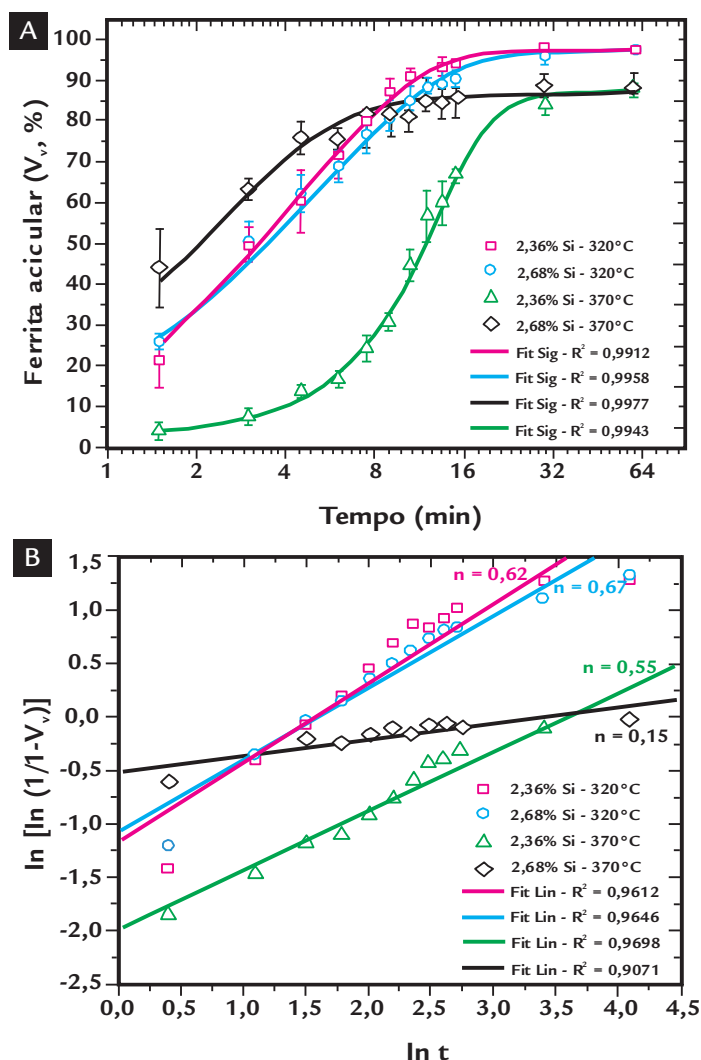 A
100
90
80
70
60
50
40
30
20
10
0
Ferrita acicular (Vᵥ, %)
2,36% Si - 320°C
2,68% Si - 320°C
2,36% Si - 370°C
2,68% Si - 370°C
Fit Sig - R² = 0,9912
Fit Sig - R² = 0,9958
Fit Sig - R² = 0,9977
Fit Sig - R² = 0,9943
1 2 4 8 16 32 64
Tempo (min)
B
1,5
1,0
0,5
0,0
-0,5
-1,0
-1,5
-2,0
-2,5
ln [ln (1/1-Vᵥ)]
n = 0,62
n = 0,67
n = 0,55
n = 0,15
2,36% Si - 320°C
2,68% Si - 320°C
2,36% Si - 370°C
2,68% Si - 370°C
Fit Lin - R² = 0,9612
Fit Lin - R² = 0,9646
Fit Lin - R² = 0,9698
Fit Lin - R² = 0,9071
0,0 0,5 1,0 1,5 2,0 2,5 3,0 3,5 4,0 4,5
ln t